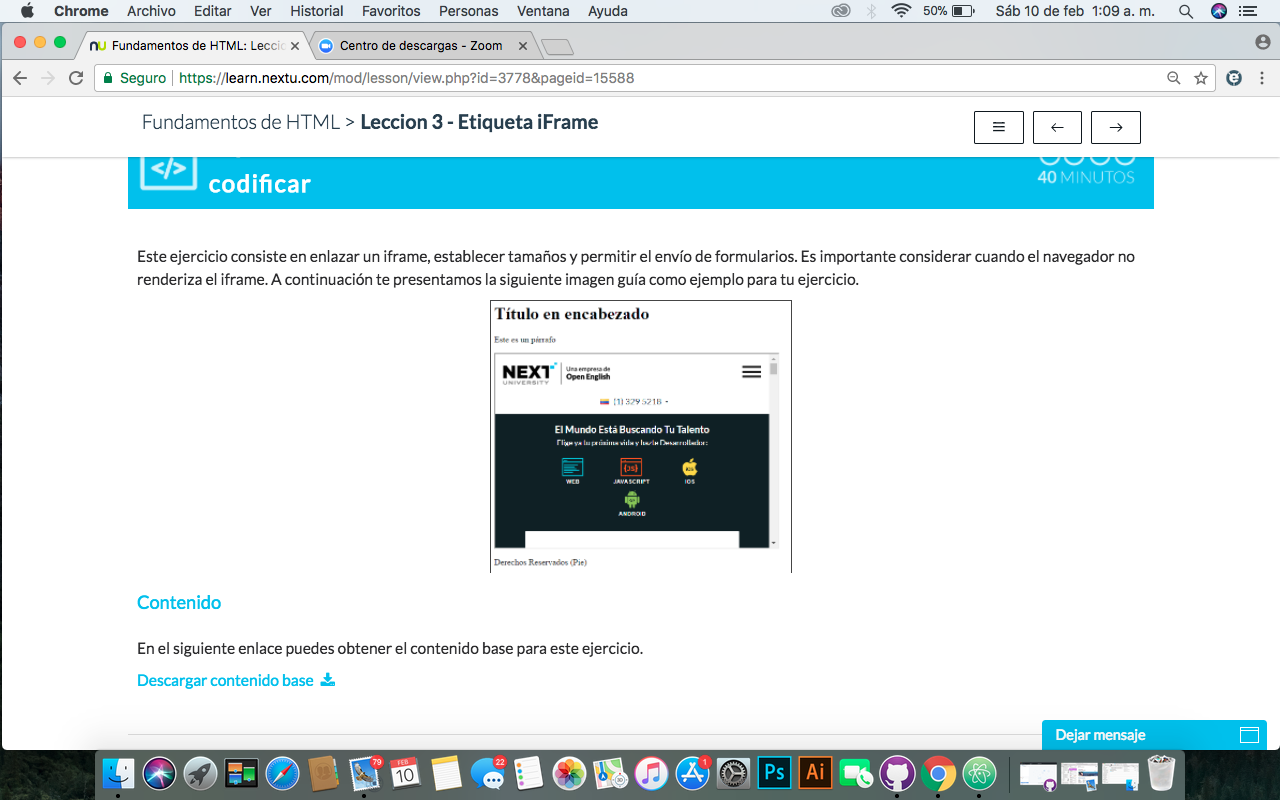 Chrome Archivo Editar Ver Historial Favoritos Personas Ventana Ayuda 50% Sáb 10 de feb 1:09 a. m.
Fundamentos de HTML: Lecció Centro de descargas - Zoom
Seguro https://learn.nextu.com/mod/lesson/view.php?id=3778&pageid=15588
Fundamentos de HTML > Leccion 3 - Etiqueta iFrame
codificar
40 MINUTOS
Este ejercicio consiste en enlazar un iframe, establecer tamaños y permitir el envío de formularios. Es importante considerar cuando el navegador no
renderiza el iframe. A continuación te presentamos la siguiente imagen guía como ejemplo para tu ejercicio.
Título en encabezado
Este es un párrafo
NEXT UNIVERSITY
Una empresa de
Open English
(1) 329 5218
El Mundo Está Buscando Tu Talento
Elige ya tu próxima vida y hazte Desarrollador:
WEB JAVASCRIPT IOS
ANDROID
Derechos Reservados (Pie)
Contenido
En el siguiente enlace puedes obtener el contenido base para este ejercicio.
Descargar contenido base
Dejar mensaje
79 FEB 10 22 1 Ps Ai